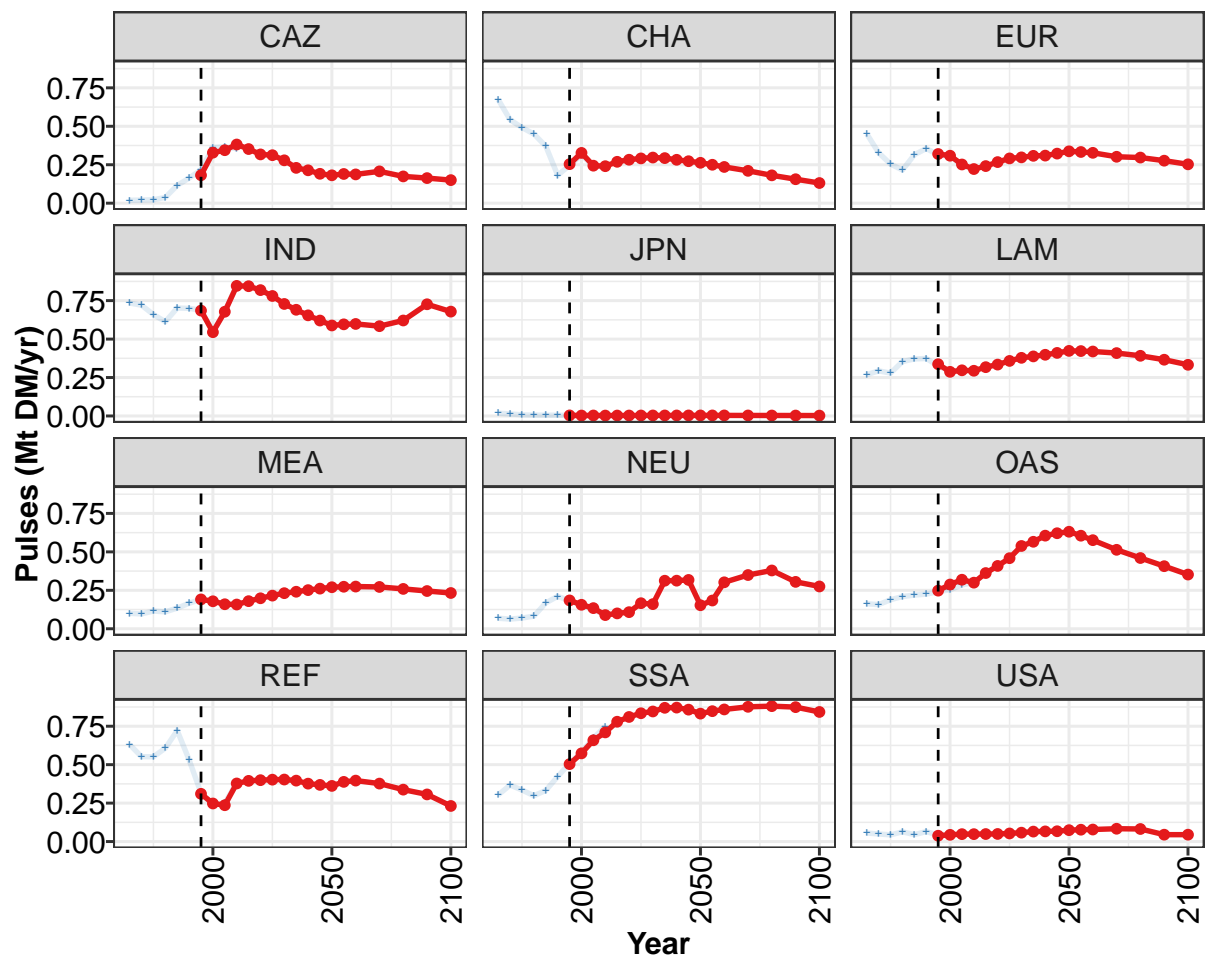 CAZ CHA EUR
0.75
0.50
0.25
0.00
IND JPN LAM
0.75
0.50
0.25
0.00
MEA NEU OAS
0.75
0.50
0.25
0.00
REF SSA USA
0.75
0.50
0.25
0.00
2000 2050 2100 2000 2050 2100 2000 2050 2100
Year
Pulses (Mt DM/yr)